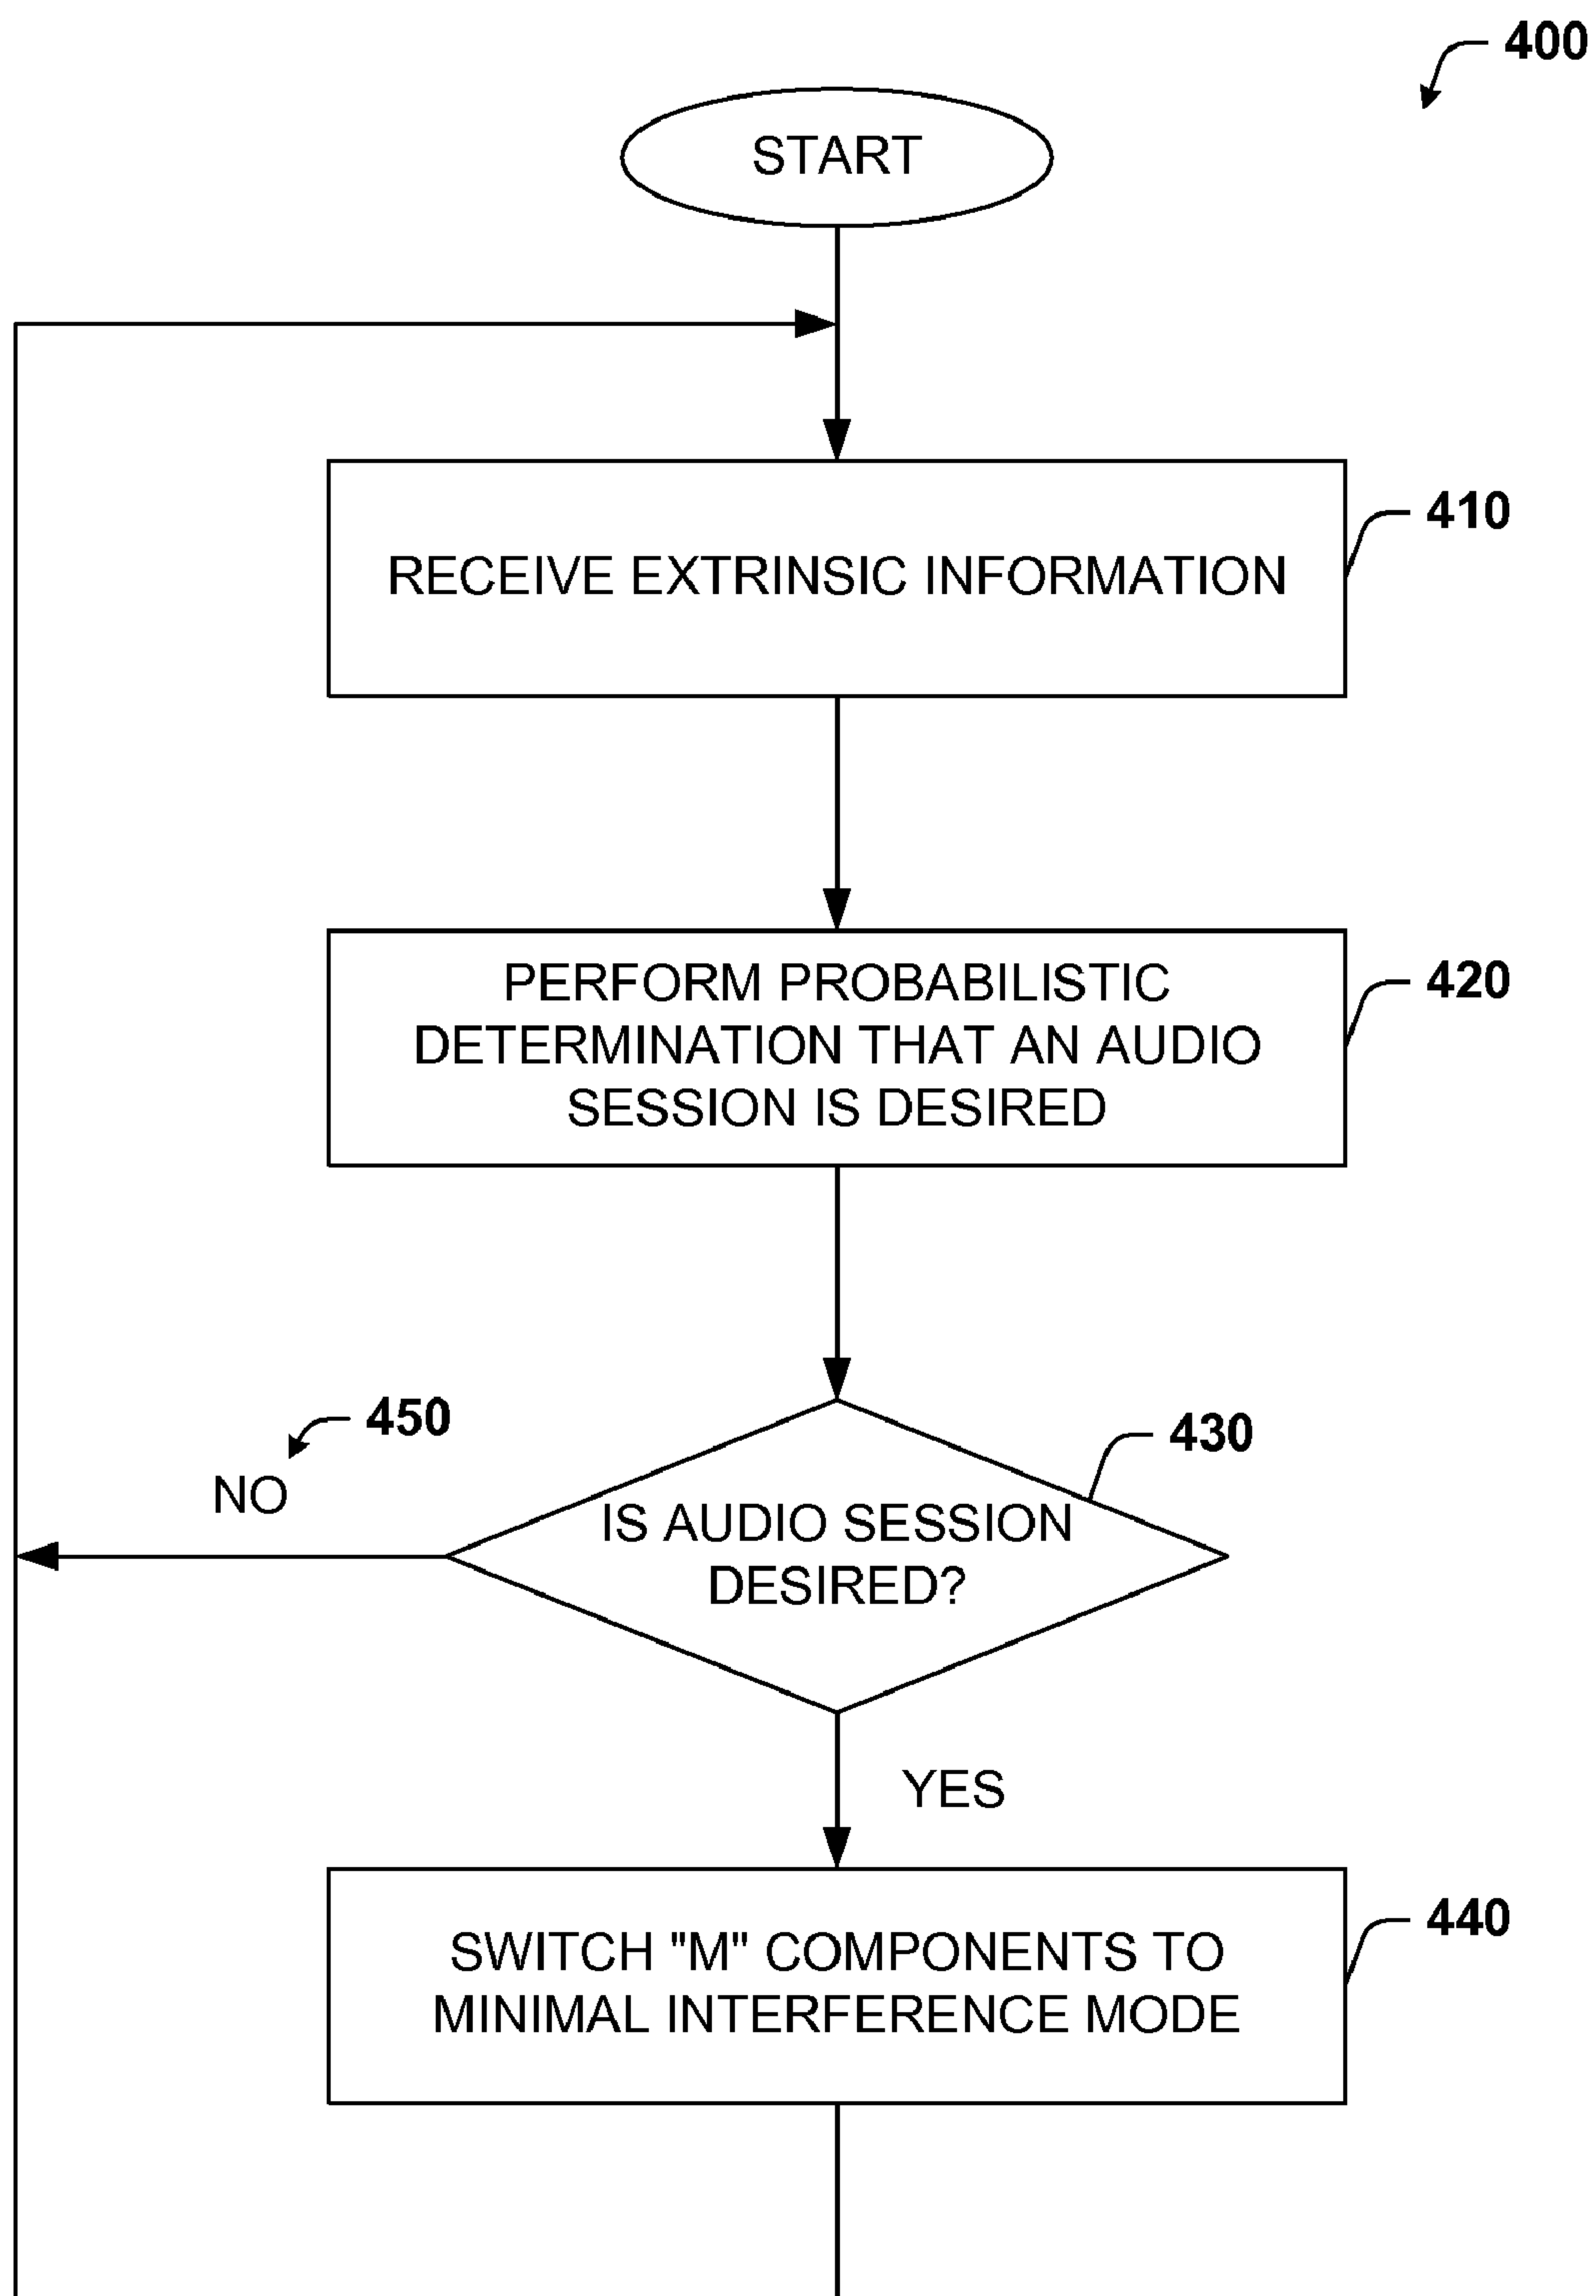 400
START
RECEIVE EXTRINSIC INFORMATION
410
PERFORM PROBABILISTIC
DETERMINATION THAT AN AUDIO
SESSION IS DESIRED
420
450
NO
430
IS AUDIO SESSION
DESIRED?
YES
SWITCH "M" COMPONENTS TO
MINIMAL INTERFERENCE MODE
440